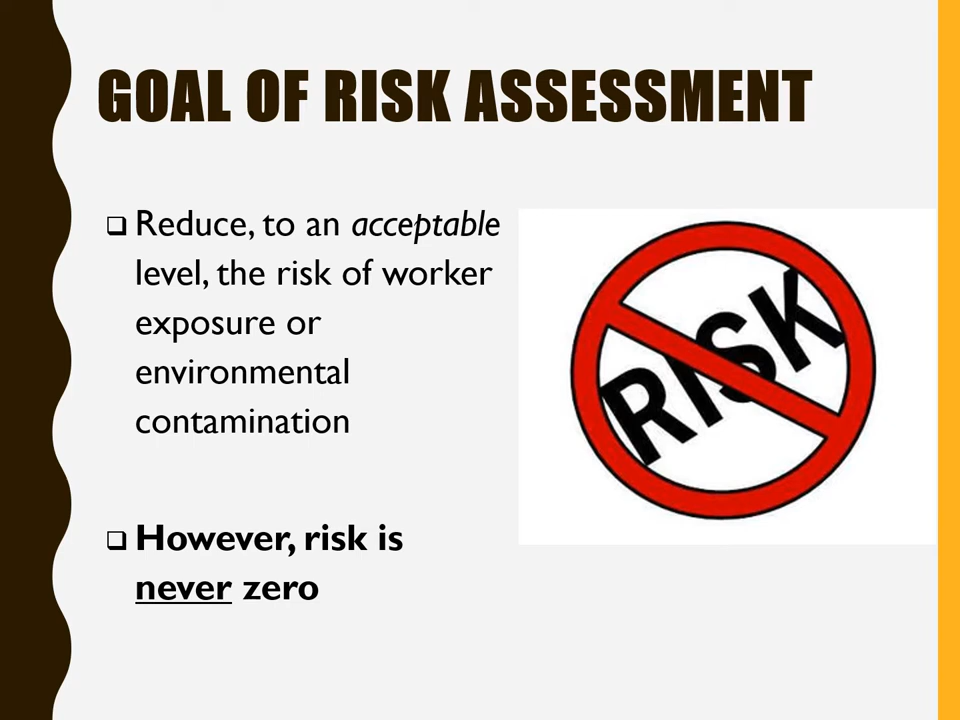 GOAL OF RISK ASSESSMENT
Reduce, to an acceptable
level, the risk of worker
exposure or
environmental
contamination
However, risk is
never zero
RISK